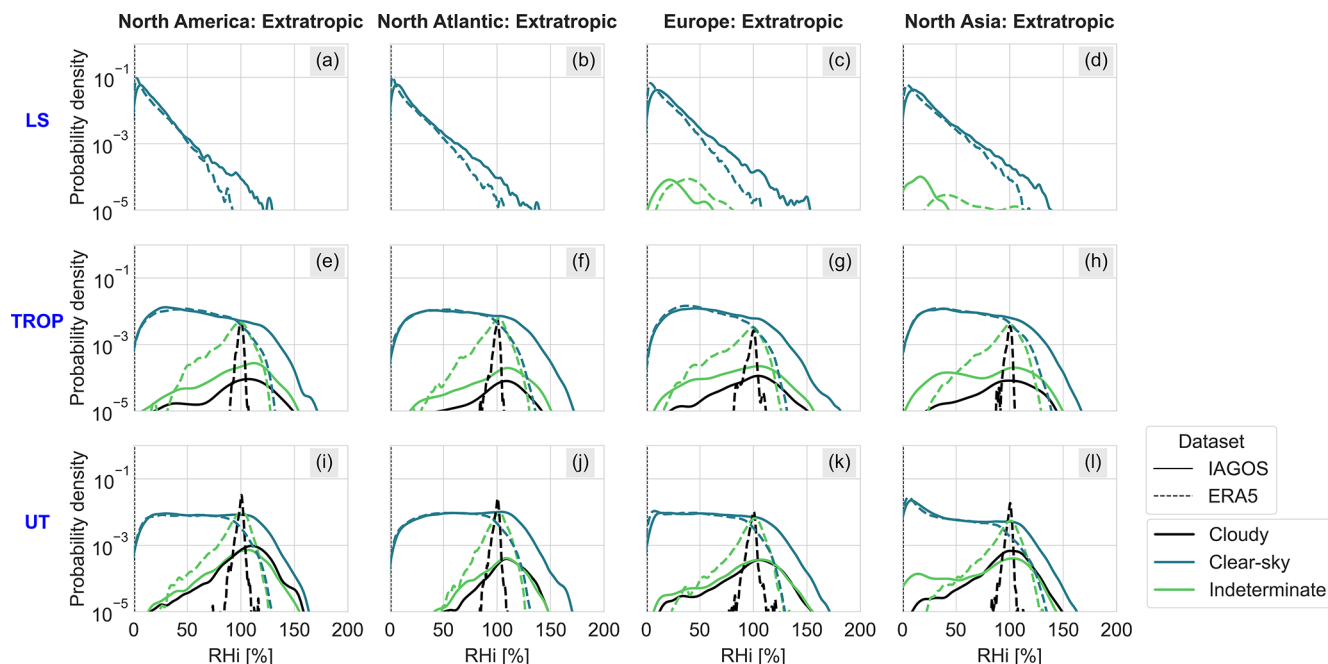 North America: Extratropic North Atlantic: Extratropic Europe: Extratropic North Asia: Extratropic
LS
Probability density
10⁻¹
10⁻³
10⁻⁵
(a)
(b)
(c)
(d)
TROP
Probability density
10⁻¹
10⁻³
10⁻⁵
(e)
(f)
(g)
(h)
UT
Probability density
10⁻¹
10⁻³
10⁻⁵
(i)
(j)
(k)
(l)
0 50 100 150 200 0 50 100 150 200 0 50 100 150 200 0 50 100 150 200
RHi [%] RHi [%] RHi [%] RHi [%]
Dataset
IAGOS
ERA5
Cloudy
Clear-sky
Indeterminate